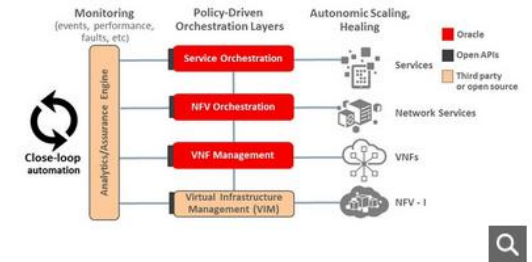 Monitoring
(events, performance,
faults, etc)
Policy-Driven
Orchestration Layers
Autonomic Scaling,
Healing
Oracle
Open APIs
Third party
or open source
Close-loop
automation
Analytics/Assurance Engine
Service Orchestration
Services
NFV Orchestration
Network Services
VNF Management
VNFs
Virtual Infrastructure
Management (VIM)
NFV - I